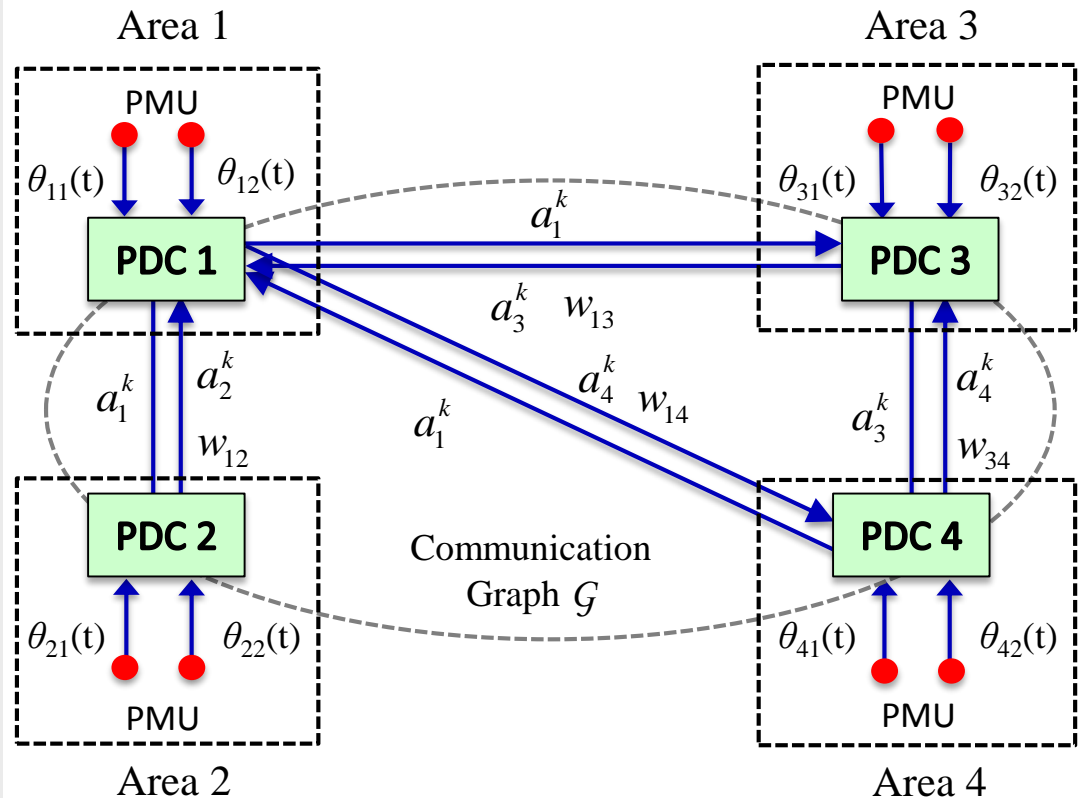 Area 1
Area 3
PMU
PMU
θ₁₁(t)
θ₁₂(t)
θ₃₁(t)
θ₃₂(t)
a₁ᵏ
PDC 1
PDC 3
a₃ᵏ
w₁₃
a₁ᵏ
a₂ᵏ
w₁₂
a₁ᵏ
a₄ᵏ
w₁₄
a₃ᵏ
a₄ᵏ
w₃₄
PDC 2
PDC 4
Communication
Graph 𝒢
θ₂₁(t)
θ₂₂(t)
θ₄₁(t)
θ₄₂(t)
PMU
PMU
Area 2
Area 4